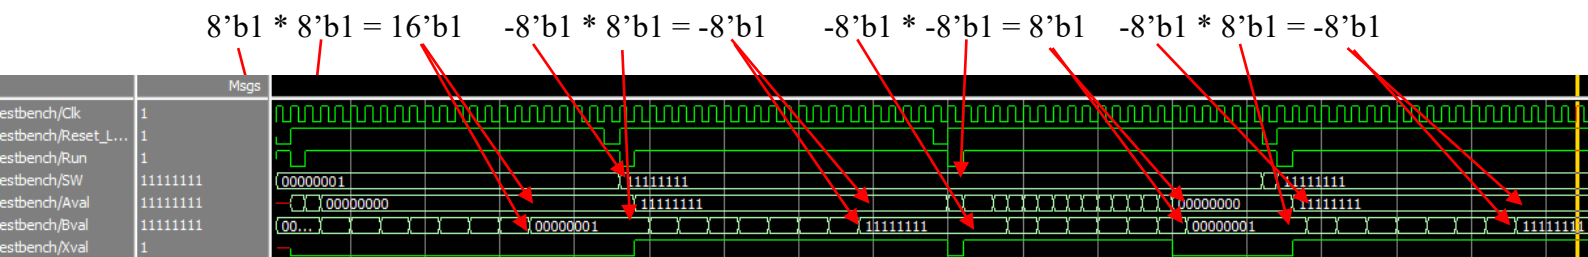 8’b1 * 8’b1 = 16’b1 -8’b1 * 8’b1 = -8’b1 -8’b1 * -8’b1 = 8’b1 -8’b1 * 8’b1 = -8’b1
Msgs
estbench/Clk 1
estbench/Reset_L... 1
estbench/Run 1
estbench/SW 11111111 00000001 11111111 11111111
estbench/Aval 11111111 00000000 11111111 00000000 11111111
estbench/Bval 11111111 00... 00000001 11111111 00000001 11111111
estbench/Xval 1